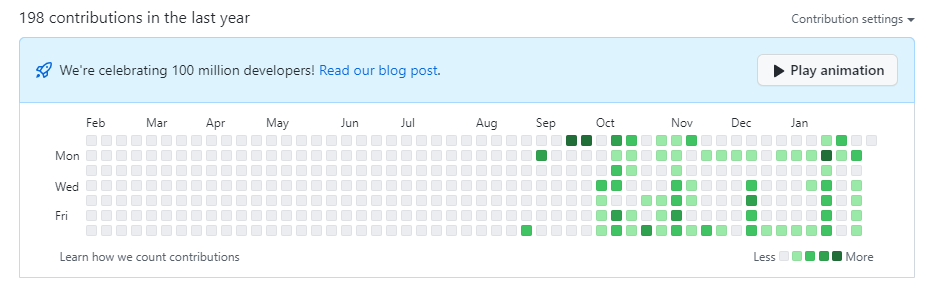 198 contributions in the last year
Contribution settings
We're celebrating 100 million developers! Read our blog post.
Play animation
Feb Mar Apr May Jun Jul Aug Sep Oct Nov Dec Jan
Mon
Wed
Fri
Learn how we count contributions
Less More